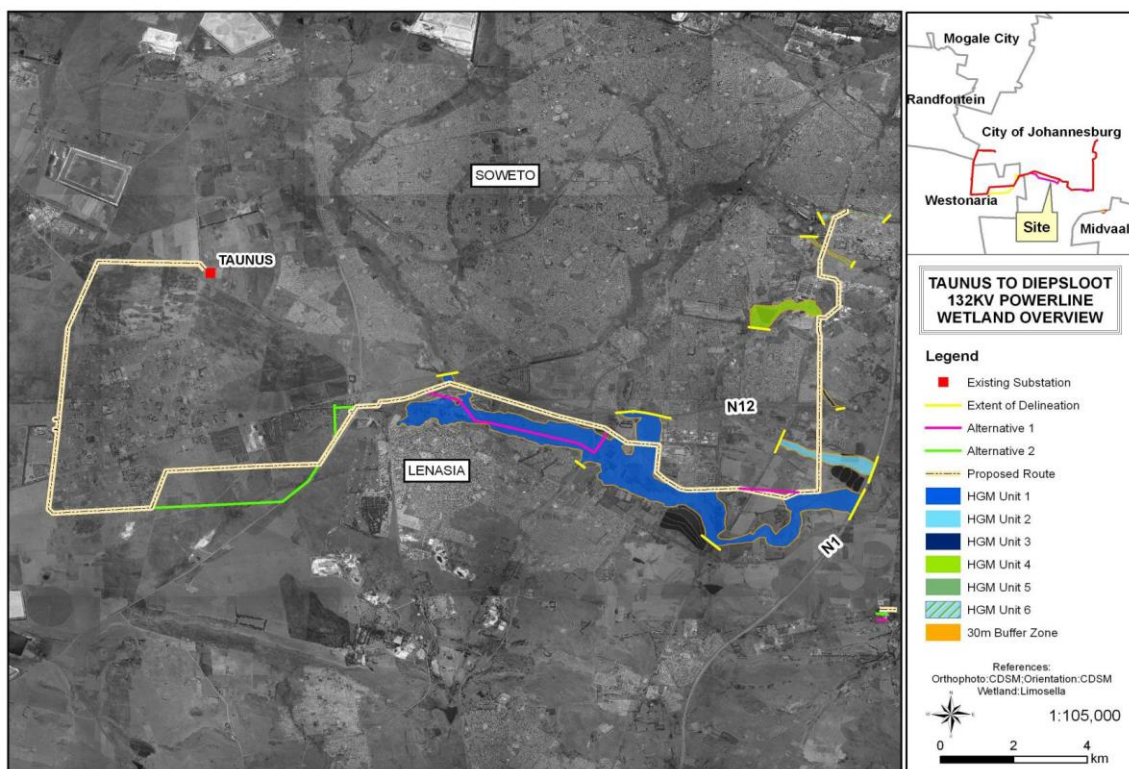 SOWETO
TAUNUS
N12
LENASIA
N1
Mogale City
Randfontein
City of Johannesburg
Westonaria
Midvaal
Site
TAUNUS TO DIEPSLOOT
132KV POWERLINE
WETLAND OVERVIEW
Legend
Existing Substation
Extent of Delineation
Alternative 1
Alternative 2
Proposed Route
HGM Unit 1
HGM Unit 2
HGM Unit 3
HGM Unit 4
HGM Unit 5
HGM Unit 6
30m Buffer Zone
References:
Orthophoto:CDSM;Orientation:CDSM
Wetland:Limosella
1:105,000
0 2 4
km